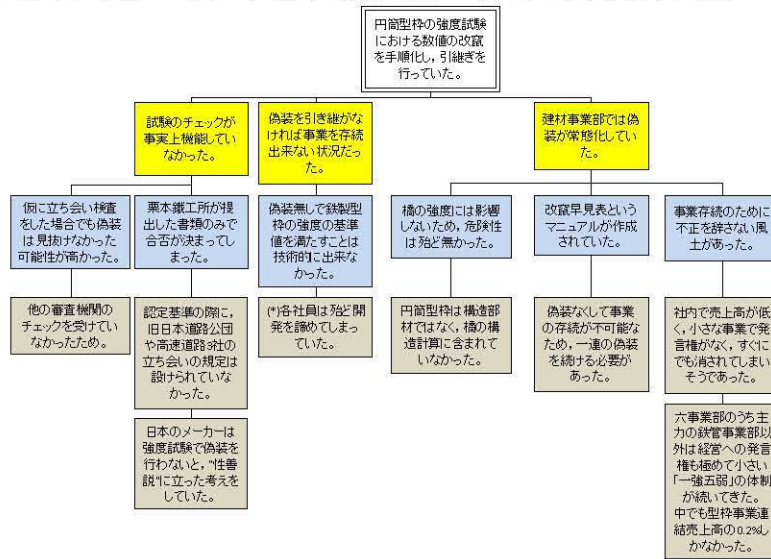 円筒型枠の強度試験
における数値の改竄
を手順化し，引継ぎを
行っていた。
試験のチェックが
事実上機能してい
なかった。
偽装を引き継がな
ければ事業を存続
出来ない状況だっ
た。
建材事業部では偽
装が常態化してい
た。
仮に立ち会い検査
をした場合でも偽装
は見抜けなかった
可能性が高かった。
栗本鐵工所が提
出した書類のみで
合否が決まってし
まった。
偽装無しで鉄製型
枠の強度の基準
値を満たすことは
技術的に出来な
かった。
橋の強度には影響
しないため，危険性
は殆ど無かった。
改竄早見表という
マニュアルが作成
されていた。
事業存続のために
不正を辞さない風
土があった。
他の審査機関の
チェックを受けてい
なかったため。
認定基準の際に，
旧日本道路公団
や高速道路3社の
立ち会いの規定は
設けられていな
かった。
(*)各社員は殆ど開
発を諦めてしまっ
ていた。
円筒型枠は構造部
材ではなく，橋の構
造計算に含まれて
いなかった。
偽装なくして事業
の存続が不可能な
ため，一連の偽装
を続ける必要が
あった。
社内で売上高が低
く，小さな事業で発
言権がなく，すぐに
でも消されてしまい
そうであった。
日本のメーカーは
強度試験で偽装を
行わないと，"性善
説"に立った考えを
していた。
六事業部のうち主
力の鉄管事業部以
外は経営への発言
権も極めて小さい
「一強五弱」の体制
が続いてきた。
中でも型枠事業連
結売上高の0.2%し
かなかった。